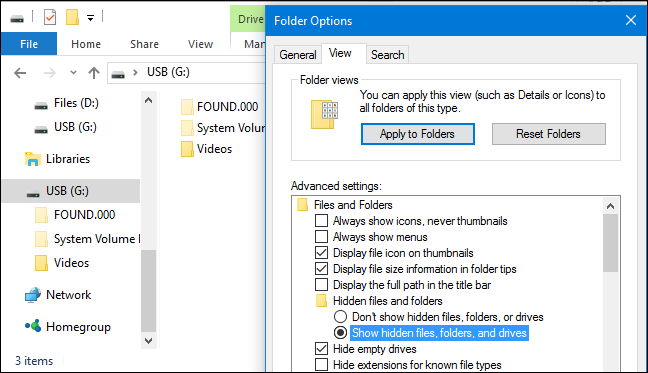 Drive
File
Home
Share
View
USB (G:)
Files (D:)
USB (G:)
Libraries
USB (G:)
FOUND.000
System Volume
Videos
Network
Homegroup
3 items
FOUND.000
System Volume
Videos
Folder Options
General
View
Search
Folder views
You can apply this view (such as Details or Icons) to
all folders of this type.
Apply to Folders
Reset Folders
Advanced settings:
Files and Folders
Always show icons, never thumbnails
Always show menus
Display file icon on thumbnails
Display file size information in folder tips
Display the full path in the title bar
Hidden files and folders
Don't show hidden files, folders, or drives
Show hidden files, folders, and drives
Hide empty drives
Hide extensions for known file types